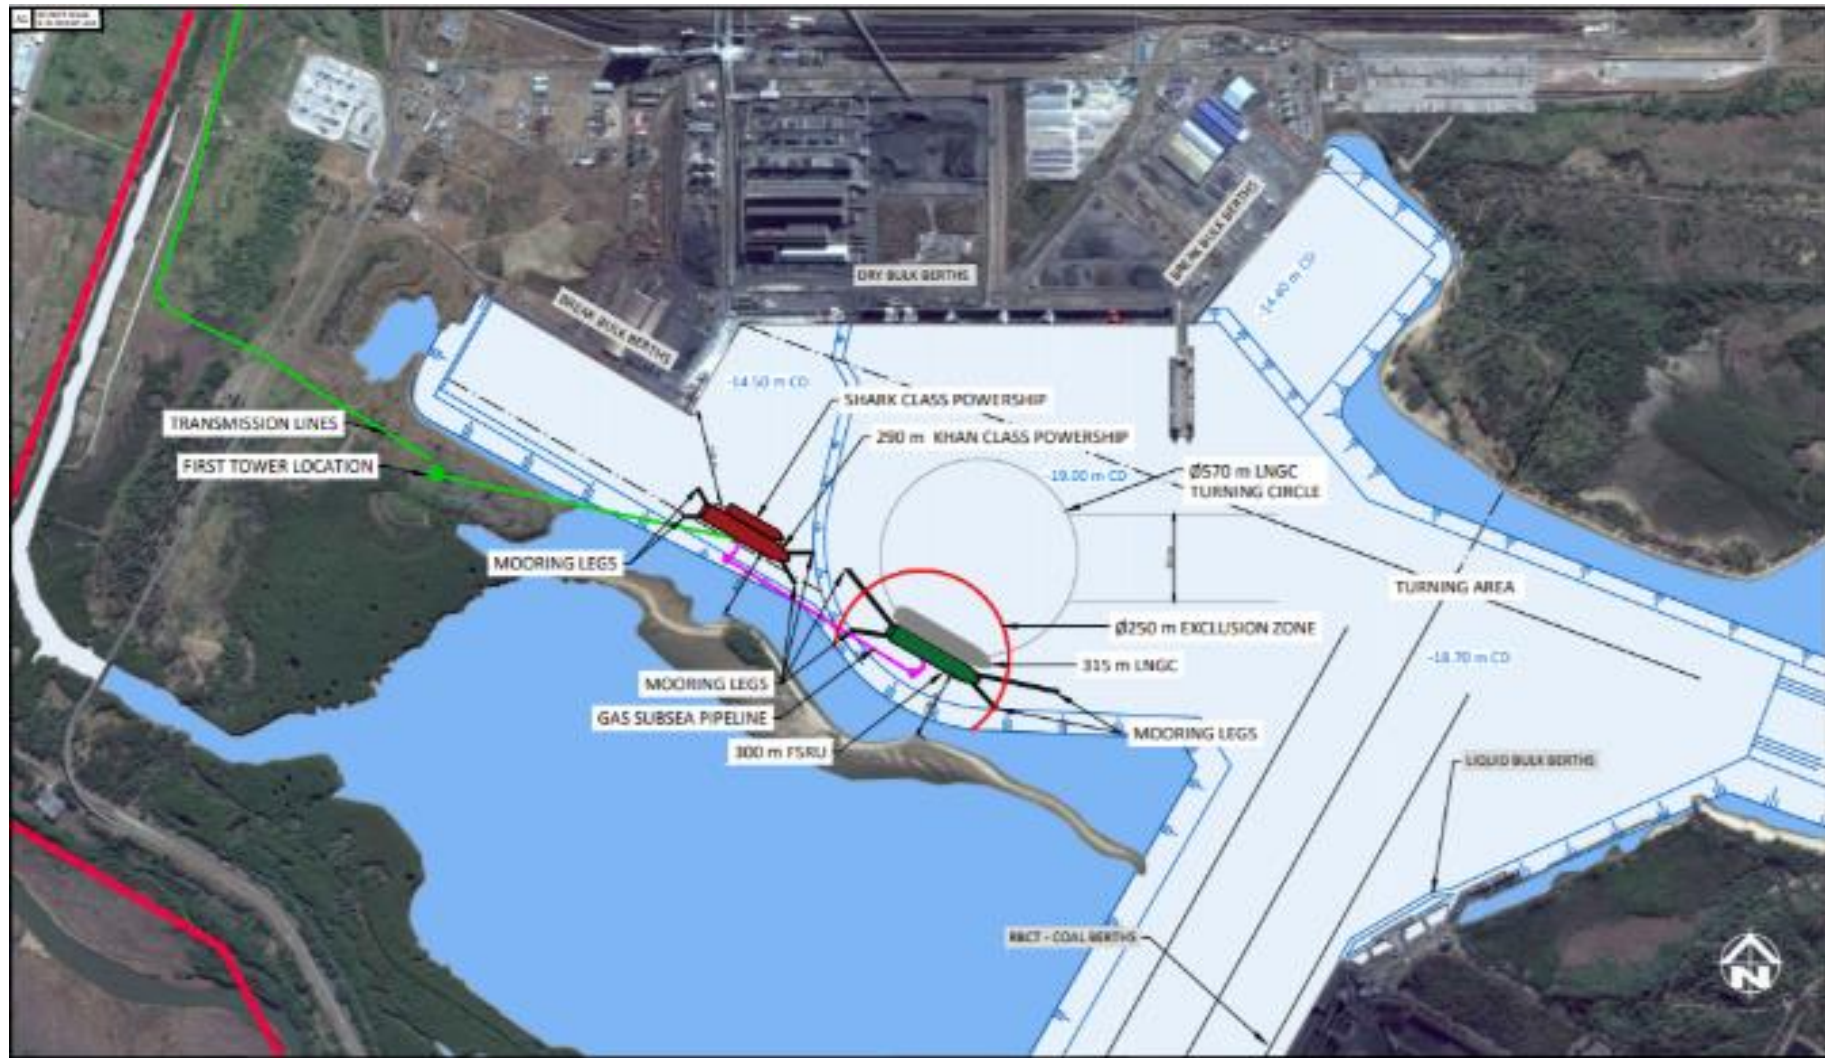 DRY BULK BERTHS
BREAK BULK BERTHS
BREAK BULK BERTHS
-14.40 m CD
-14.50 m CD
SHARK CLASS POWERSHIP
290 m KHAN CLASS POWERSHIP
TRANSMISSION LINES
FIRST TOWER LOCATION
-19.00 m CD
Ø570 m LNGC
TURNING CIRCLE
MOORING LEGS
TURNING AREA
Ø250 m EXCLUSION ZONE
-18.70 m CD
315 m LNGC
MOORING LEGS
GAS SUBSEA PIPELINE
MOORING LEGS
300 m FSRU
LIQUID BULK BERTHS
RBCT - COAL BERTHS
N